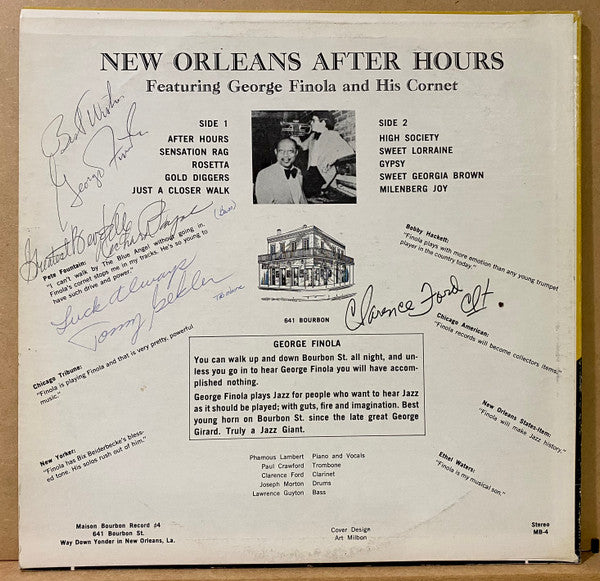 NEW ORLEANS AFTER HOURS
Featuring George Finola and His Cornet
SIDE 1
AFTER HOURS
SENSATION RAG
ROSETTA
GOLD DIGGERS
JUST A CLOSER WALK
SIDE 2
HIGH SOCIETY
SWEET LORRAINE
GYPSY
SWEET GEORGIA BROWN
MILENBERG JOY
Best Wishes
George Finola
Greatest
(Bass)
Pete Fountain:
"I can't walk by The Blue Angel without going in.
Finola's cornet stops me in my tracks. He's so young to
have such drive and power."
Bobby Hackett:
"Finola plays with more emotion than any young trumpet
player in the country today."
Luck Always
Tommy
Trombone
641 BOURBON
Clarence Ford Clt
Chicago American:
"Finola records will become collectors items."
Chicago Tribune:
"Finola is playing Finola and that is very pretty, powerful
music."
GEORGE FINOLA
You can walk up and down Bourbon St. all night, and un-
less you go in to hear George Finola you will have accom-
plished nothing.
George Finola plays Jazz for people who want to hear Jazz
as it should be played; with guts, fire and imagination. Best
young horn on Bourbon St. since the late great George
Girard. Truly a Jazz Giant.
New Orleans States-Item:
"Finola will make Jazz history."
New Yorker:
"Finola has Bix Beiderbecke's bless-
ed tone. His solos rush out of him."
Ethel Waters:
"Finola is my musical son."
Phamous Lambert Piano and Vocals
Paul Crawford Trombone
Clarence Ford Clarinet
Joseph Morton Drums
Lawrence Guyton Bass
Maison Bourbon Record #4
641 Bourbon St.
Way Down Yonder in New Orleans, La.
Cover Design
Art Milbon
Stereo
MB-4